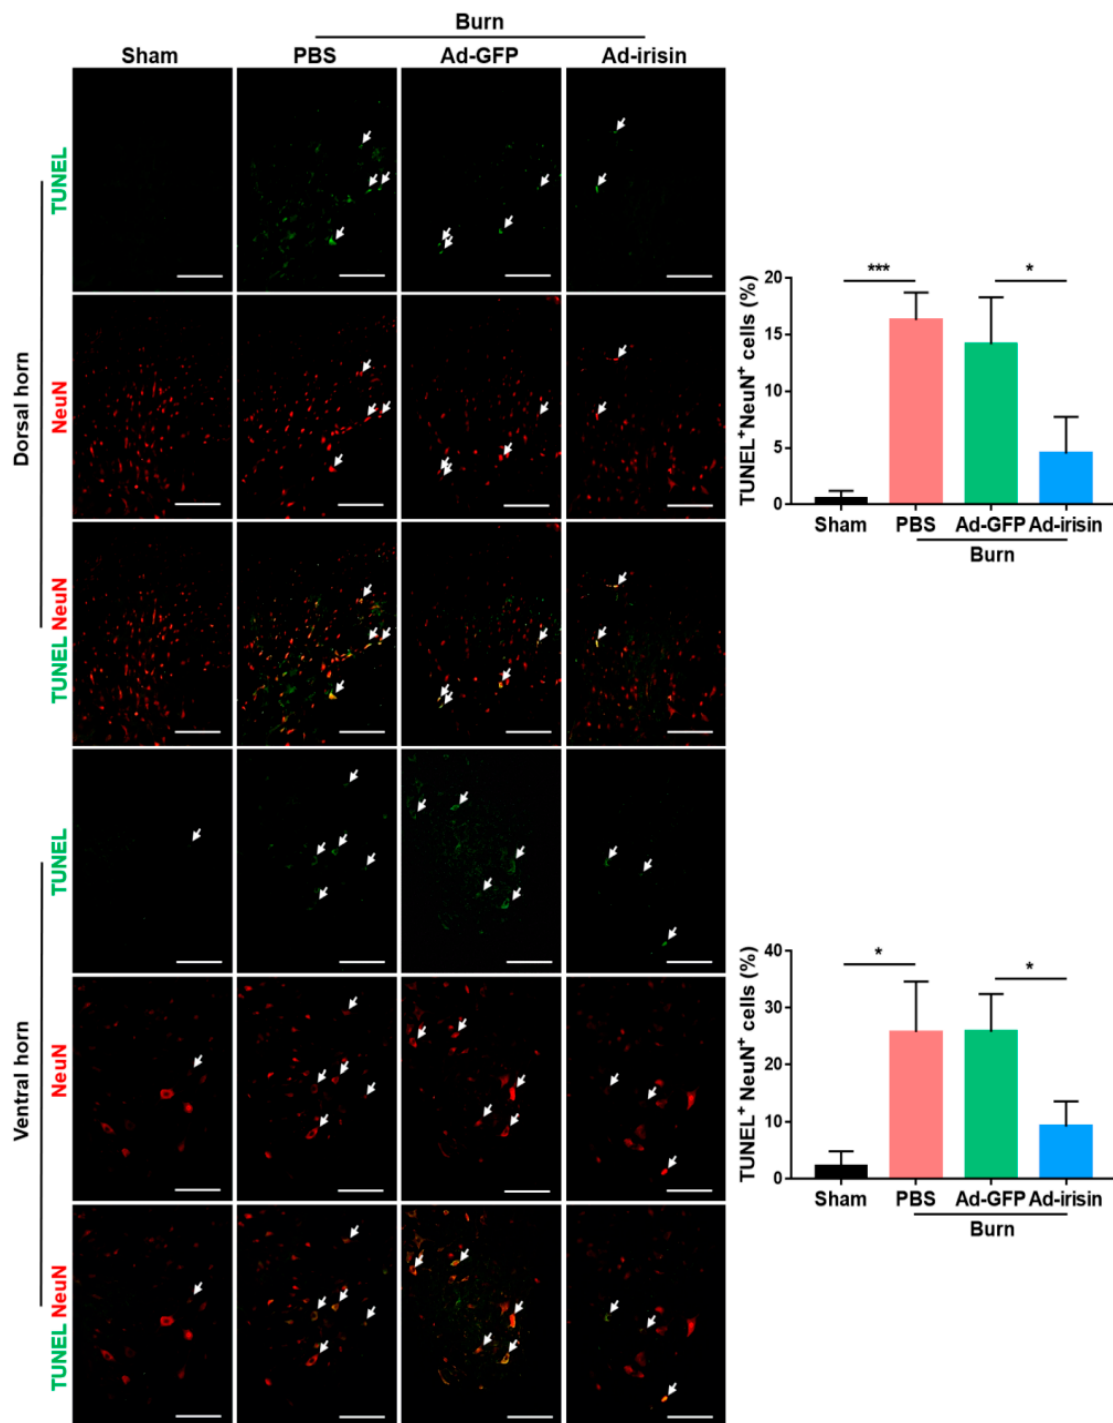 Burn
Sham PBS Ad-GFP Ad-irisin
Dorsal horn
TUNEL
NeuN
TUNEL NeuN
Ventral horn
TUNEL
NeuN
TUNEL NeuN
TUNEL⁺NeuN⁺ cells (%)
20
15
10
5
0
***
*
Sham PBS Ad-GFP Ad-irisin
Burn
TUNEL⁺ NeuN⁺ cells (%)
40
30
20
10
0
*
*
Sham PBS Ad-GFP Ad-irisin
Burn